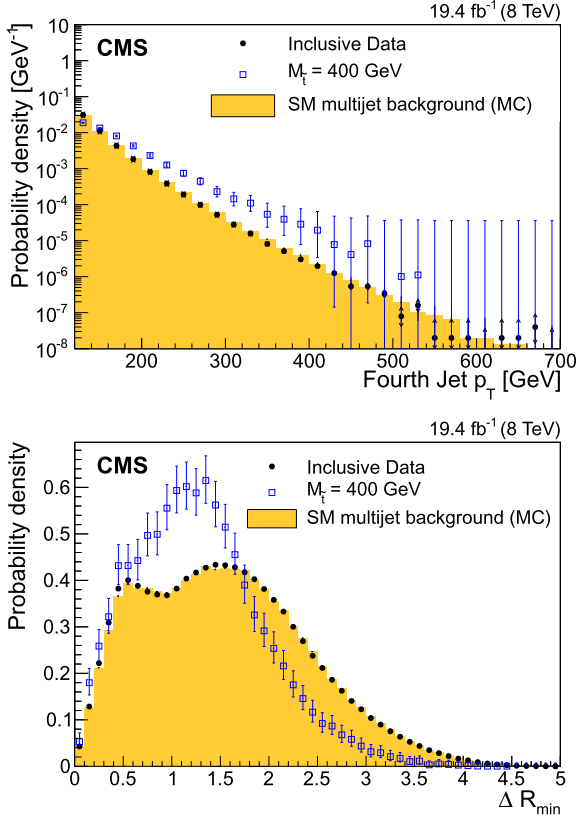 19.4 fb⁻¹ (8 TeV)
CMS
Inclusive Data
M_t̃ = 400 GeV
SM multijet background (MC)
Probability density [GeV⁻¹]
10
1
10⁻¹
10⁻²
10⁻³
10⁻⁴
10⁻⁵
10⁻⁶
10⁻⁷
10⁻⁸
200 300 400 500 600 700
Fourth Jet p_T [GeV]
19.4 fb⁻¹ (8 TeV)
CMS
Inclusive Data
M_t̃ = 400 GeV
SM multijet background (MC)
Probability density
0.6
0.5
0.4
0.3
0.2
0.1
0
0 0.5 1 1.5 2 2.5 3 3.5 4 4.5 5
Δ R_min